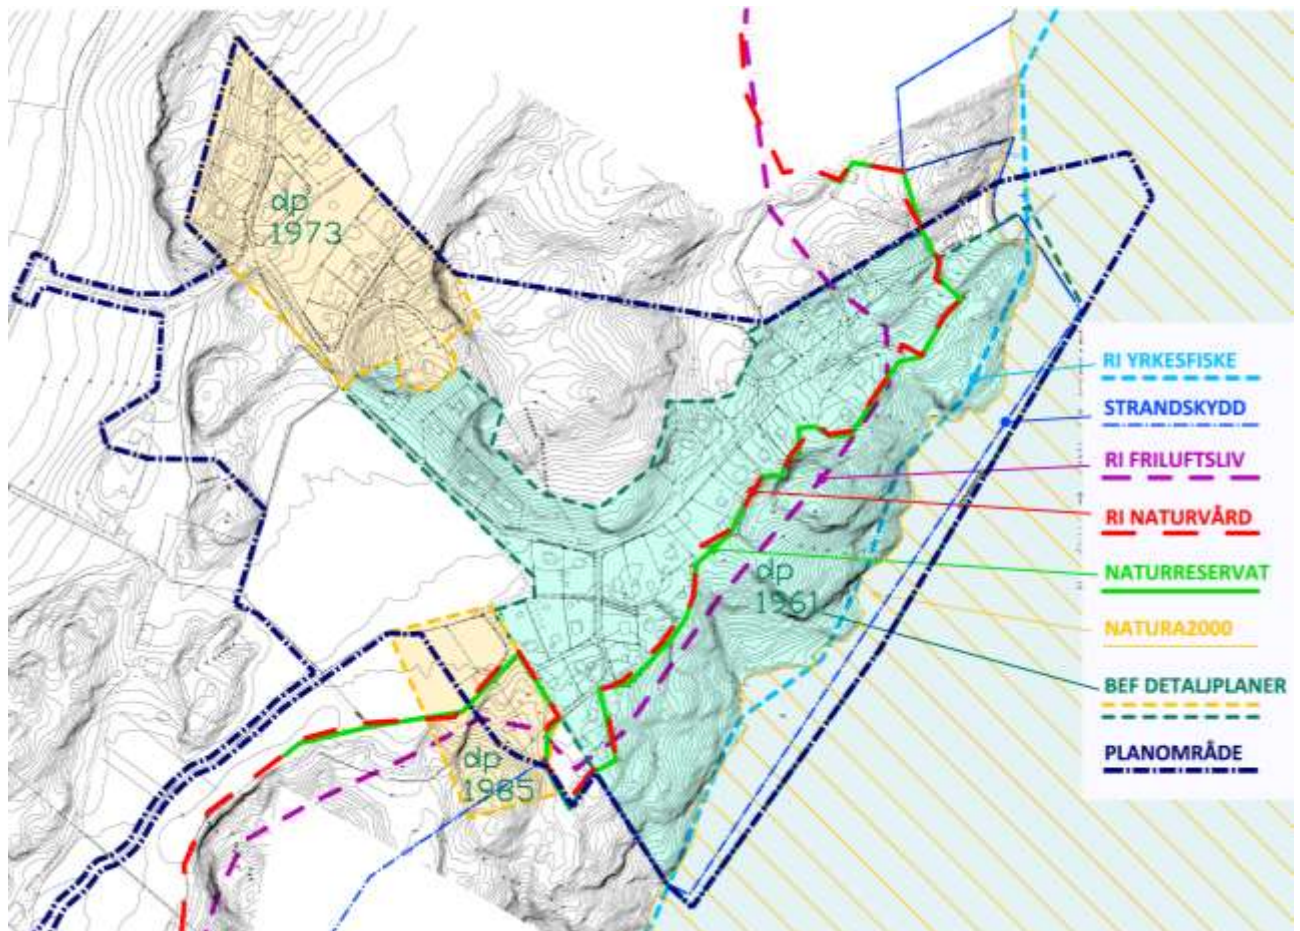 dp
1973
RI YRKESFISKE
STRANDSKYDD
RI FRILUFTSLIV
RI NATURVÅRD
NATURRESERVAT
dp
1961
NATURA2000
BEF DETALJPLANER
PLANOMRÅDE
dp
1985